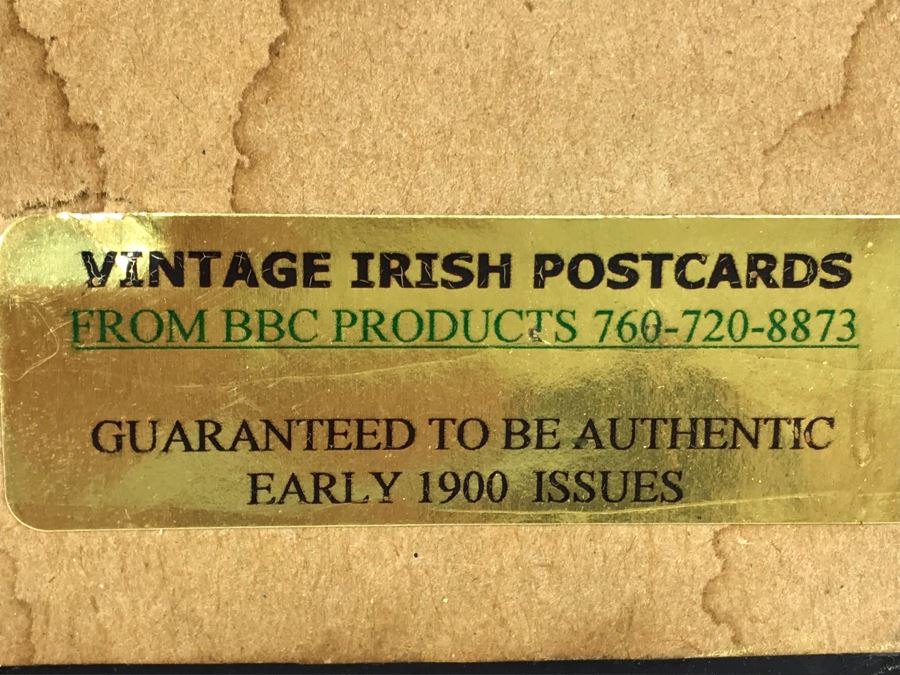 VINTAGE IRISH POSTCARDS
FROM BBC PRODUCTS 760-720-8873
GUARANTEED TO BE AUTHENTIC
EARLY 1900 ISSUES